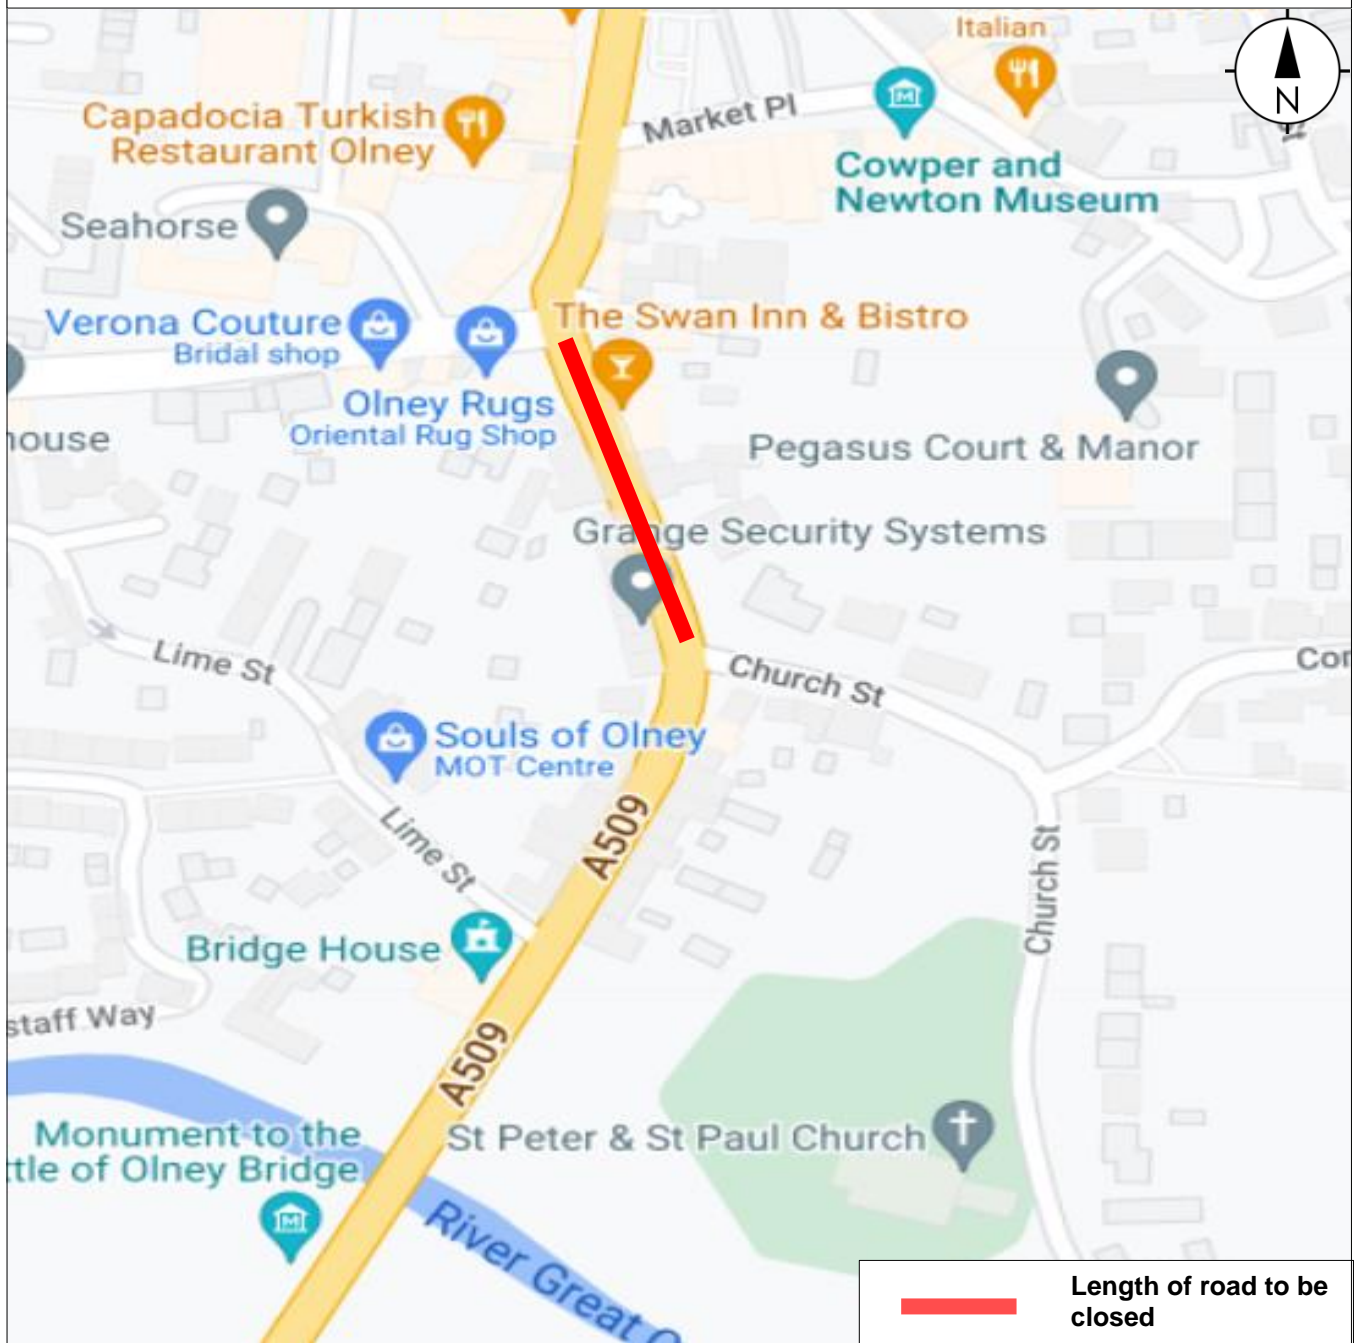 Italian
N
Capadocia Turkish
Restaurant Olney
Market Pl
Cowper and
Newton Museum
Seahorse
Verona Couture
Bridal shop
The Swan Inn & Bistro
Olney Rugs
Oriental Rug Shop
house
Pegasus Court & Manor
Grange Security Systems
Lime St
Church St
Cor
Souls of Olney
MOT Centre
A509
Lime St
Church St
Bridge House
staff Way
A509
Monument to the
ttle of Olney Bridge
St Peter & St Paul Church
River Great O
Length of road to be
closed